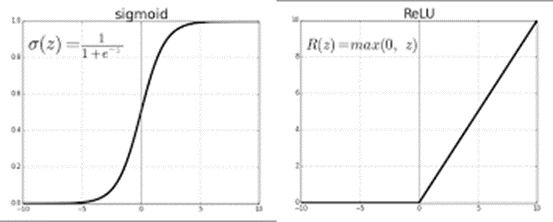 sigmoid
σ(z) = 1 / (1 + e^{-z})
1.0
0.8
0.6
0.4
0.2
0.0
-10 -5 0 5 10
ReLU
R(z) = max(0, z)
10
8
6
4
2
0
-10 -5 0 5 10